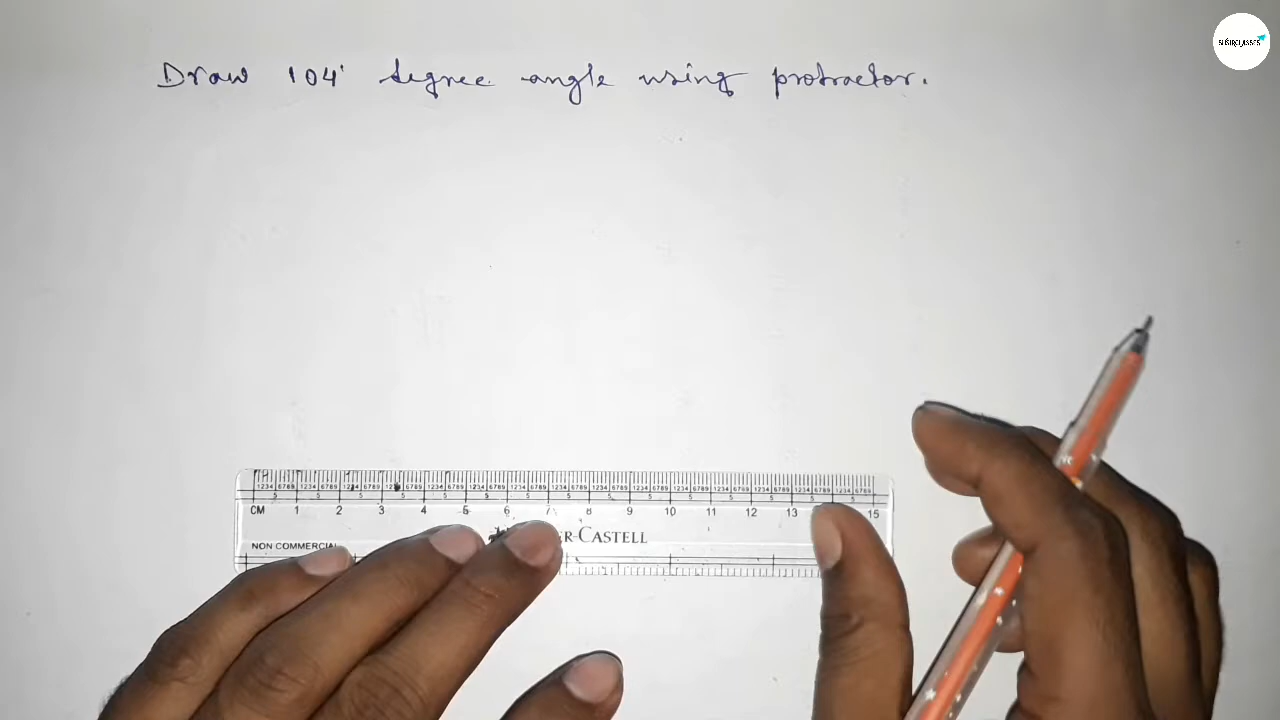 Draw 104° degree angle using protractor.
CM 1 2 3 4 5 6 7 8 9 10 11 12 13 15
ER-CASTELL
NON COMMERCIAL